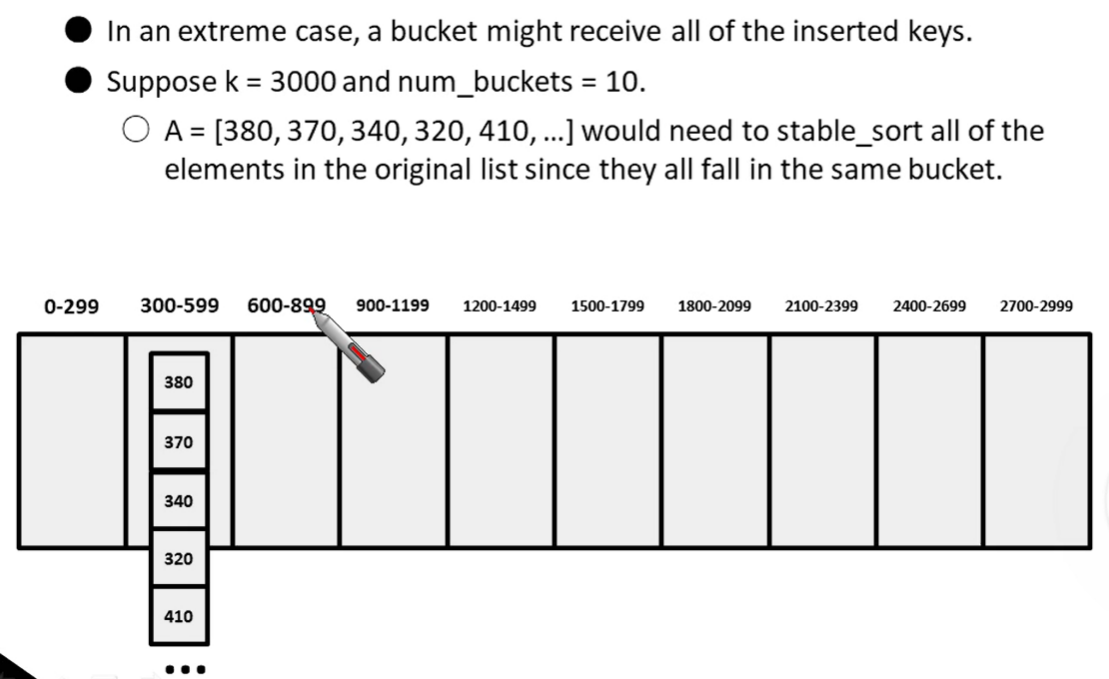 In an extreme case, a bucket might receive all of the inserted keys.
Suppose k = 3000 and num_buckets = 10.
A = [380, 370, 340, 320, 410, ...] would need to stable_sort all of the
elements in the original list since they all fall in the same bucket.
0-299 300-599 600-899 900-1199 1200-1499 1500-1799 1800-2099 2100-2399 2400-2699 2700-2999
380
370
340
320
410
...